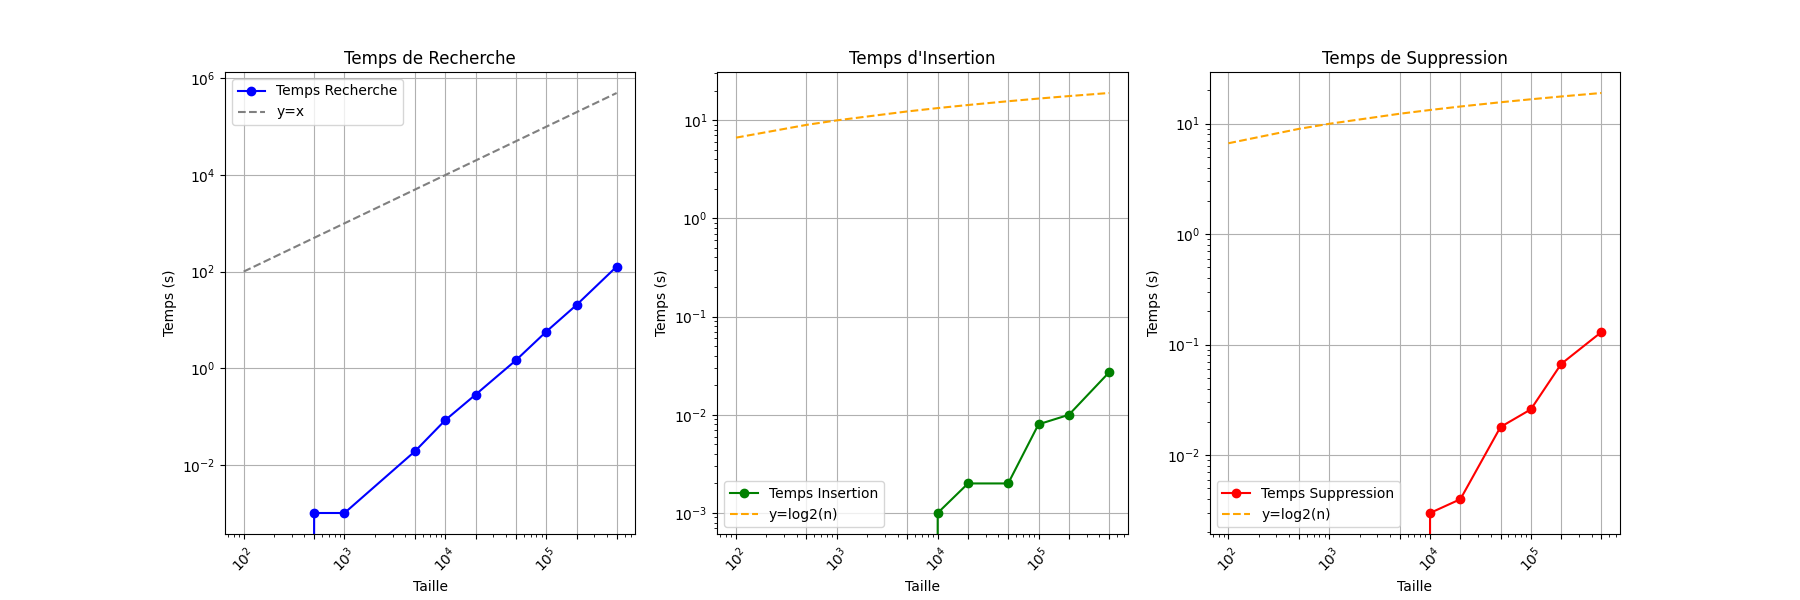 Temps de Recherche
Temps (s)
10^6
10^4
10^2
10^0
10^-2
Temps Recherche
y=x
10^2
10^3
10^4
10^5
Taille
Temps d'Insertion
Temps (s)
10^1
10^0
10^-1
10^-2
10^-3
Temps Insertion
y=log2(n)
10^2
10^3
10^4
10^5
Taille
Temps de Suppression
Temps (s)
10^1
10^0
10^-1
10^-2
Temps Suppression
y=log2(n)
10^2
10^3
10^4
10^5
Taille